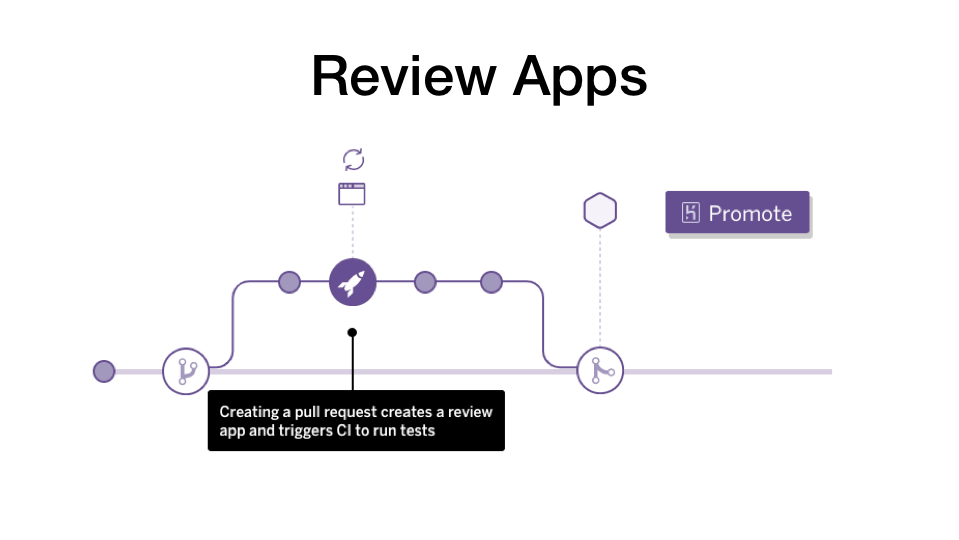 Review Apps
Promote
Creating a pull request creates a review
app and triggers CI to run tests